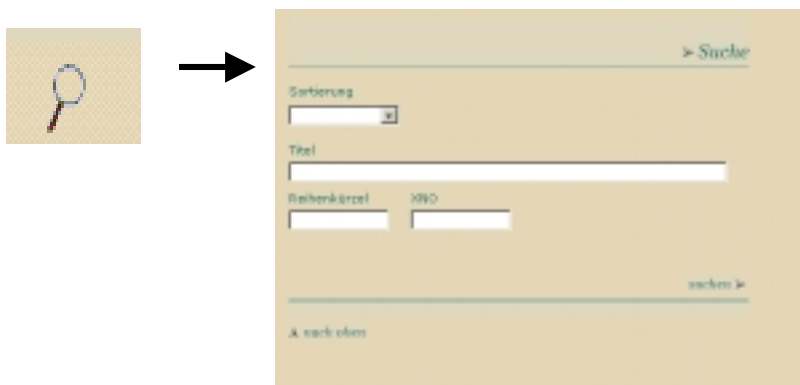 ➢ Suche
Sortierung
Titel
Reihenkürzel XNO
suchen ➢
nach oben